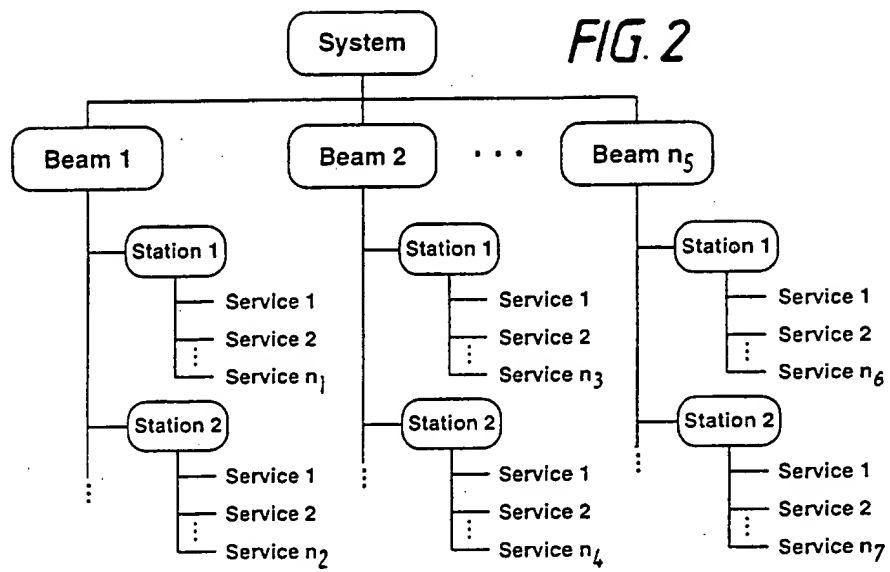 System
FIG. 2
Beam 1
Beam 2
• • •
Beam n5
Station 1
Service 1
Service 2
Service n1
Station 2
Service 1
Service 2
Service n2
Station 1
Service 1
Service 2
Service n3
Station 2
Service 1
Service 2
Service n4
Station 1
Service 1
Service 2
Service n6
Station 2
Service 1
Service 2
Service n7